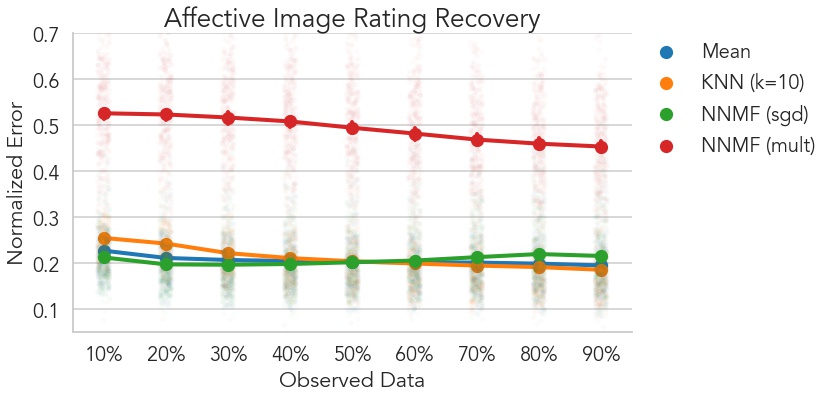 Affective Image Rating Recovery
Normalized Error
0.7
0.6
0.5
0.4
0.3
0.2
0.1
10% 20% 30% 40% 50% 60% 70% 80% 90%
Observed Data
Mean
KNN (k=10)
NNMF (sgd)
NNMF (mult)